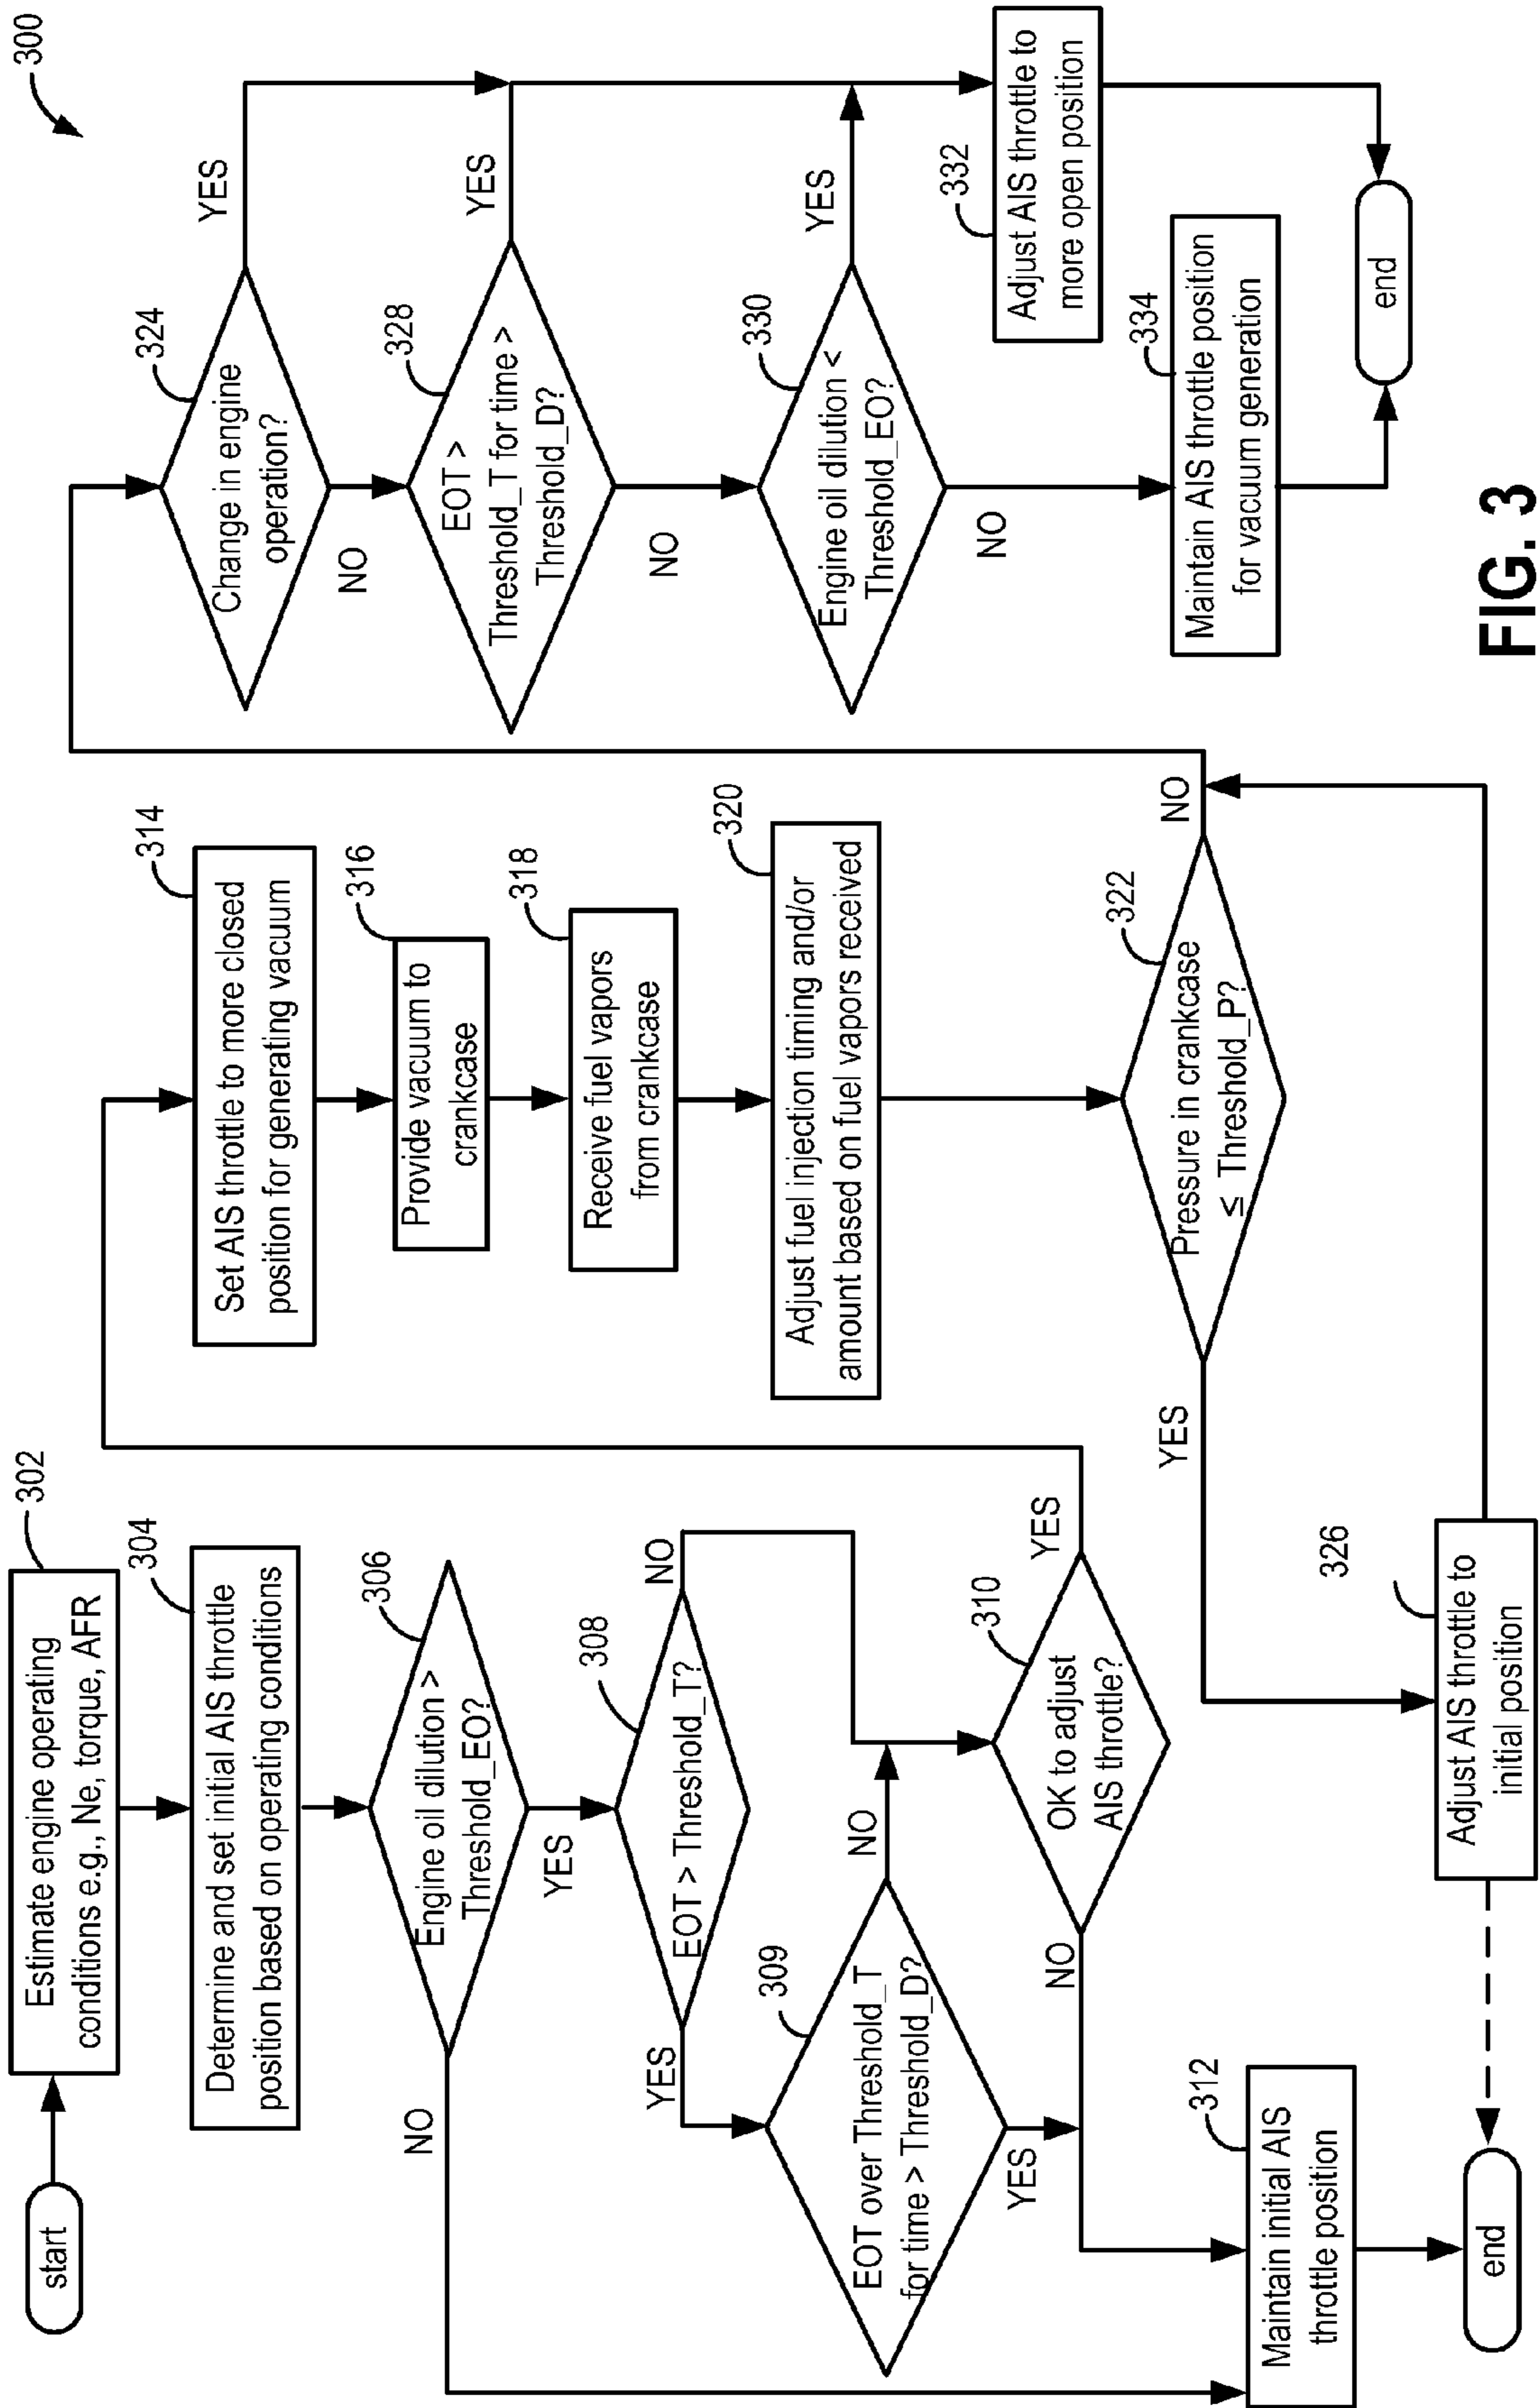 300
start
Estimate engine operating
conditions e.g., Ne, torque, AFR
302
Determine and set initial AIS throttle
position based on operating conditions
304
Engine oil dilution >
Threshold_EO?
306
NO
YES
EOT > Threshold_T?
308
YES
NO
EOT over Threshold_T
for time > Threshold_D?
309
NO
YES
OK to adjust
AIS throttle?
310
NO
YES
Maintain initial AIS
throttle position
312
end
Set AIS throttle to more closed
position for generating vacuum
314
Provide vacuum to
crankcase
316
Receive fuel vapors
from crankcase
318
Adjust fuel injection timing and/or
amount based on fuel vapors received
320
Pressure in crankcase
≤ Threshold_P?
322
YES
NO
Adjust AIS throttle to
initial position
326
Change in engine
operation?
324
YES
NO
EOT >
Threshold_T for time >
Threshold_D?
328
YES
NO
Engine oil dilution <
Threshold_EO?
330
YES
NO
Adjust AIS throttle to
more open position
332
Maintain AIS throttle position
for vacuum generation
334
end
FIG. 3